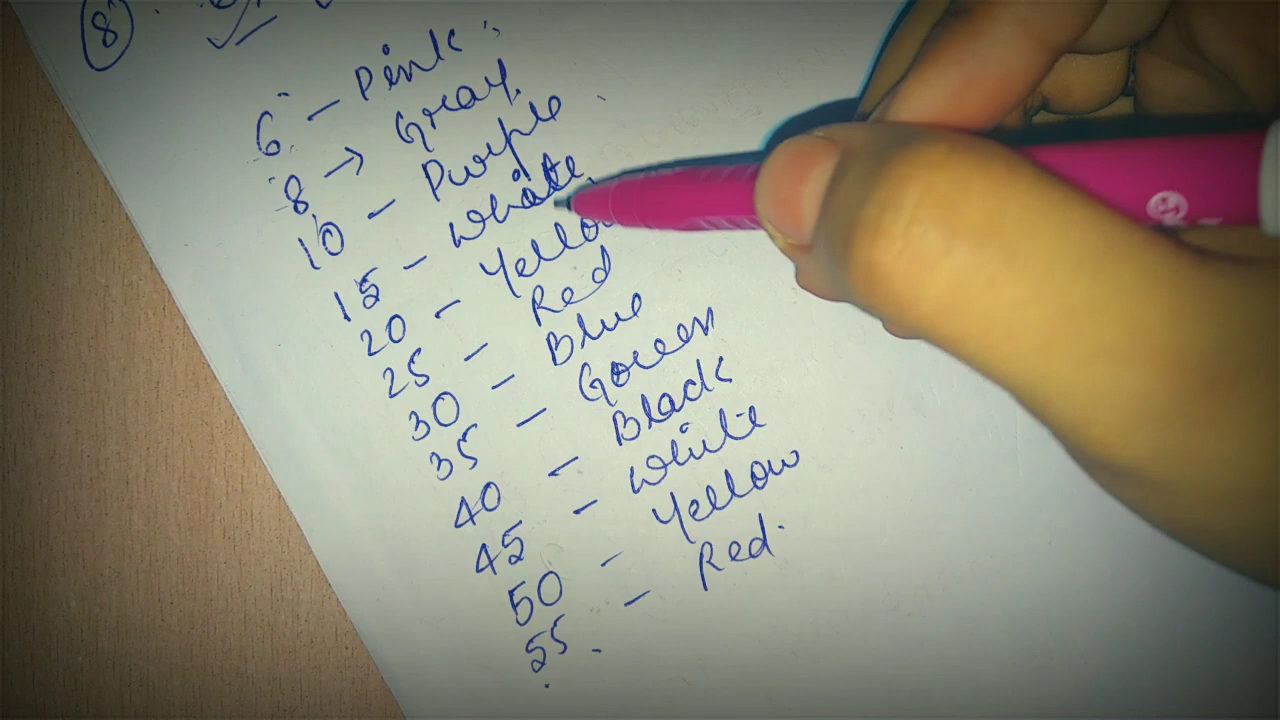 8
6 - Pink
8 → Gray
10 - Purple
15 - White
20 - Yellow
25 - Red
30 - Blue
35 - Green
40 - Black
45 - White
50 - Yellow
55 - Red